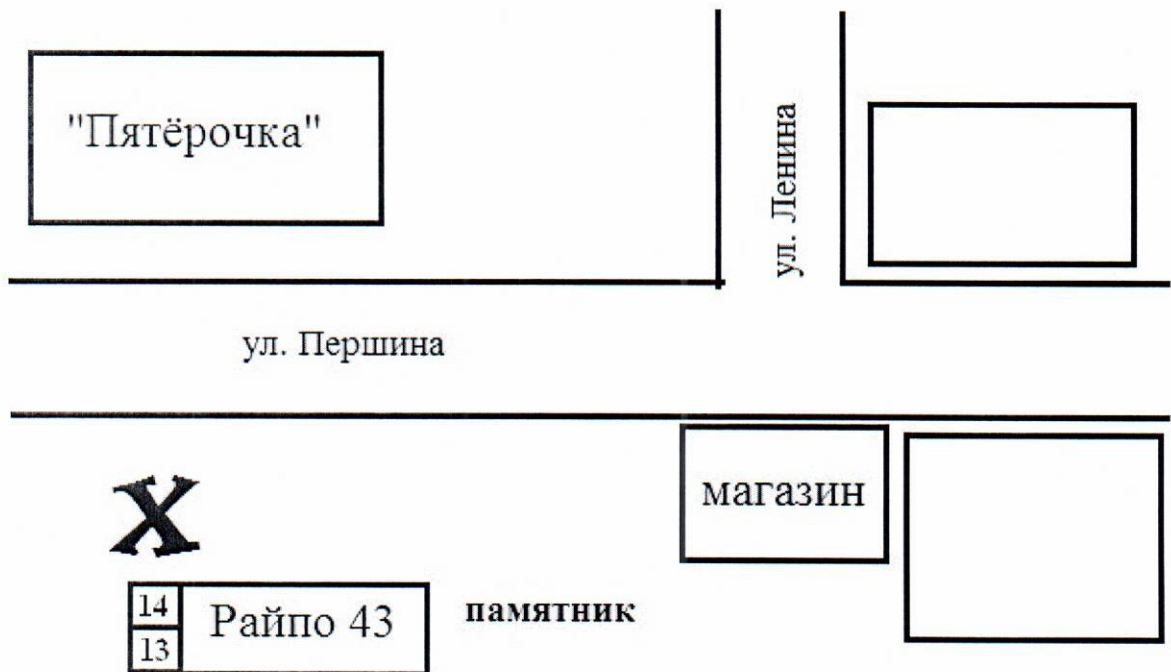 "Пятёрочка"
ул. Ленина
ул. Першина
магазин
X
14
13
Райпо 43
памятник